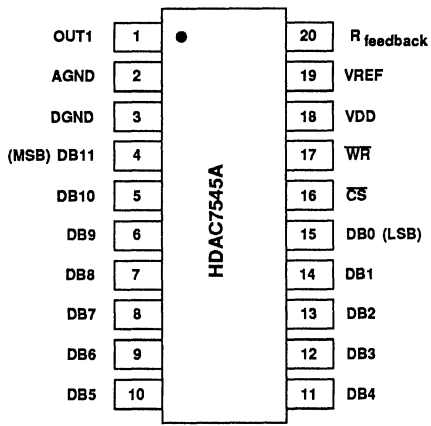 OUT1 1 20 R feedback
AGND 2 19 VREF
DGND 3 18 VDD
(MSB) DB11 4 17 W̅R̅
DB10 5 16 C̅S̅
DB9 6 15 DB0 (LSB)
DB8 7 14 DB1
DB7 8 13 DB2
DB6 9 12 DB3
DB5 10 11 DB4
HDAC7545A